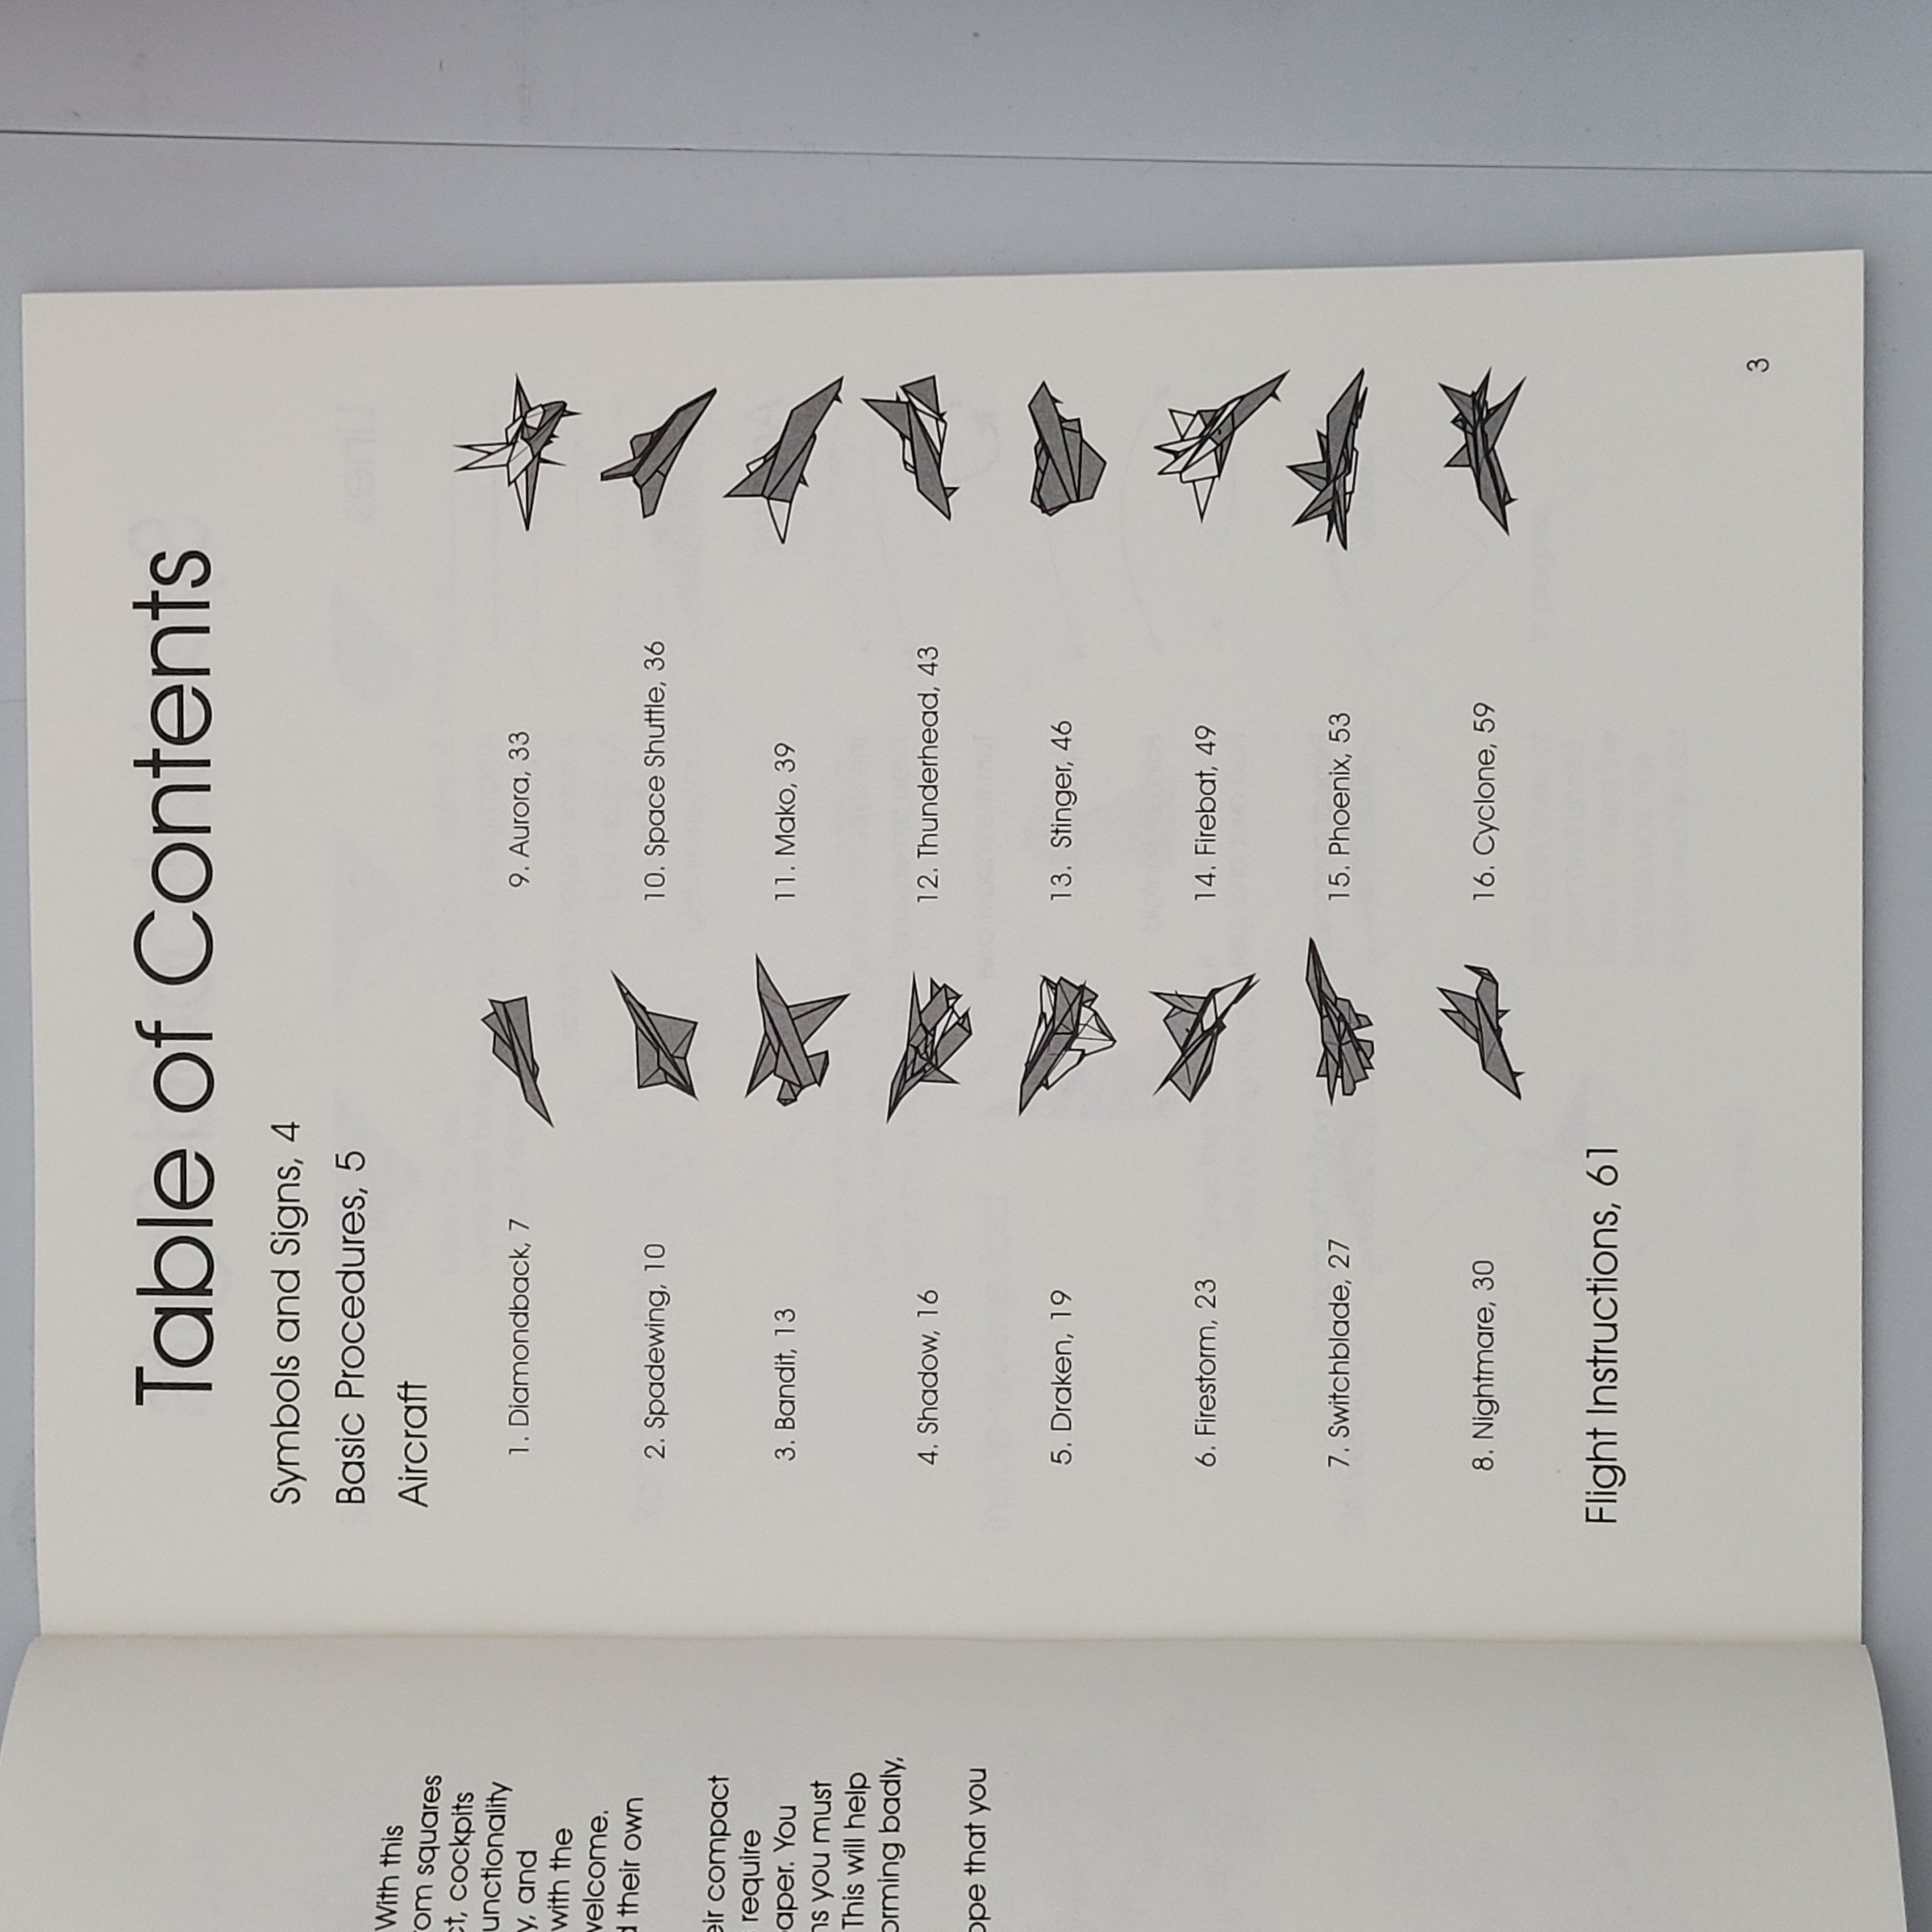 With this
om squares
ct, cockpits
unctionality
y, and
with the
welcome.
d their own
eir compact
require
aper. You
ns you must
This will help
orming badly,
ope that you
Table of Contents
Symbols and Signs, 4
Basic Procedures, 5
Aircraft
1. Diamondback, 7
2. Spadewing, 10
3. Bandit, 13
4. Shadow, 16
5. Draken, 19
6. Firestorm, 23
7. Switchblade, 27
8. Nightmare, 30
9. Aurora, 33
10. Space Shuttle, 36
11. Mako, 39
12. Thunderhead, 43
13. Stinger, 46
14. Firebat, 49
15. Phoenix, 53
16. Cyclone, 59
Flight Instructions, 61
3